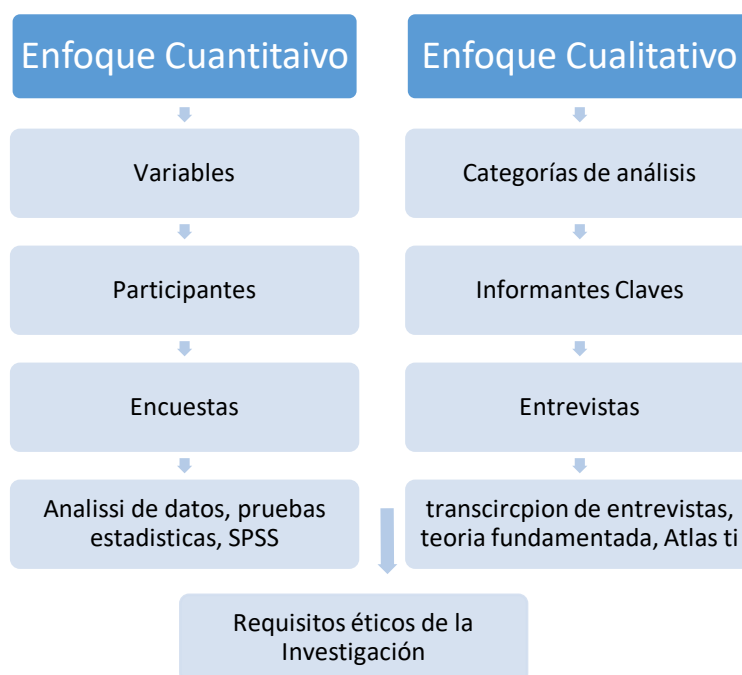 Enfoque Cuantitaivo
Variables
Participantes
Encuestas
Analissi de datos, pruebas
estadisticas, SPSS
Enfoque Cualitativo
Categorías de análisis
Informantes Claves
Entrevistas
transcircpion de entrevistas,
teoria fundamentada, Atlas ti
Requisitos éticos de la
Investigación